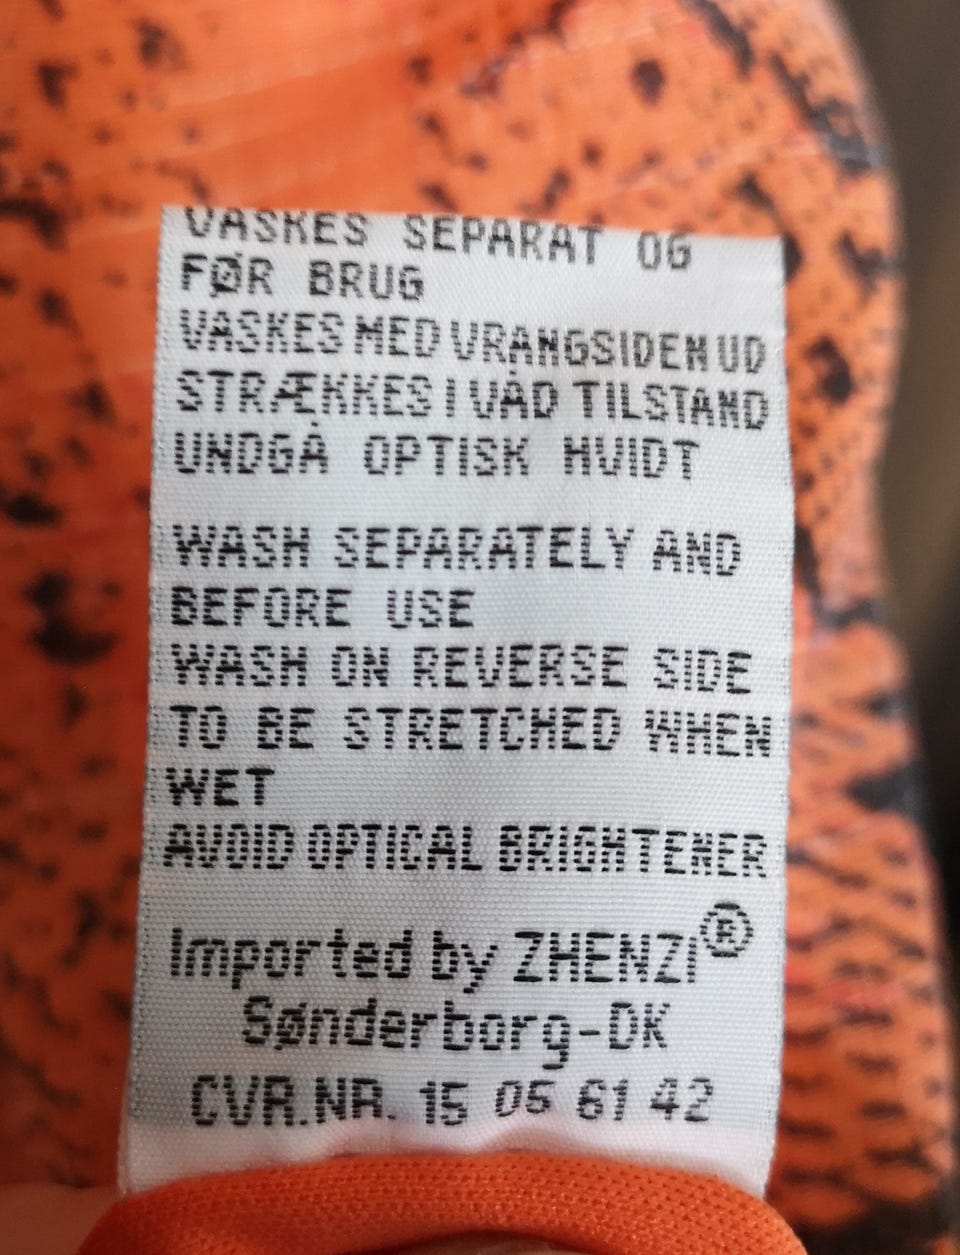 VASKES SEPARAT OG
FØR BRUG
VASKES MED VRANGSIDEN UD
STRÆKKES I VÅD TILSTAND
UNDGÅ OPTISK HVIDT
WASH SEPARATELY AND
BEFORE USE
WASH ON REVERSE SIDE
TO BE STRETCHED WHEN
WET
AVOID OPTICAL BRIGHTENER
Imported by ZHENZI®
Sønderborg-DK
CVR.NR. 15 05 61 42